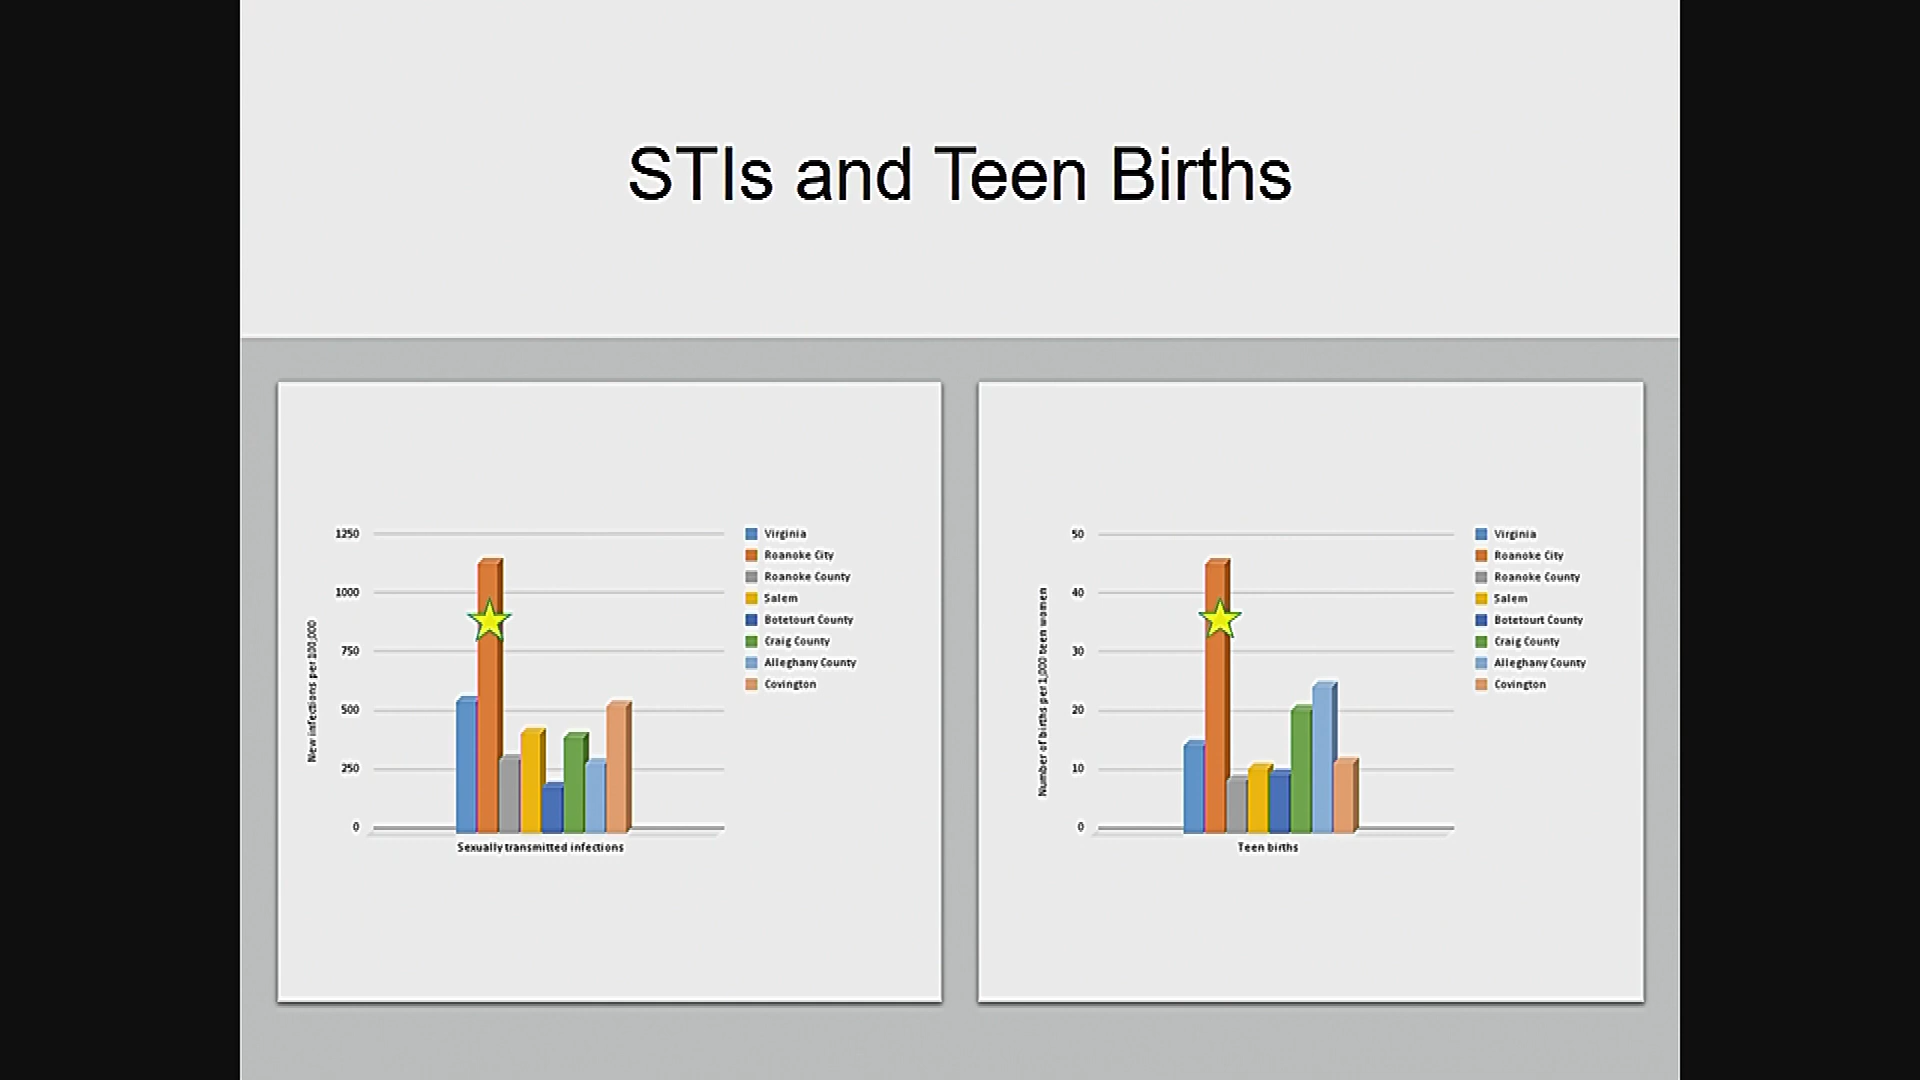 STIs and Teen Births
New infections per 100,000
1250
1000
750
500
250
0
Sexually transmitted infections
Virginia
Roanoke City
Roanoke County
Salem
Botetourt County
Craig County
Alleghany County
Covington
Number of births per 1,000 teen women
50
40
30
20
10
0
Teen births
Virginia
Roanoke City
Roanoke County
Salem
Botetourt County
Craig County
Alleghany County
Covington